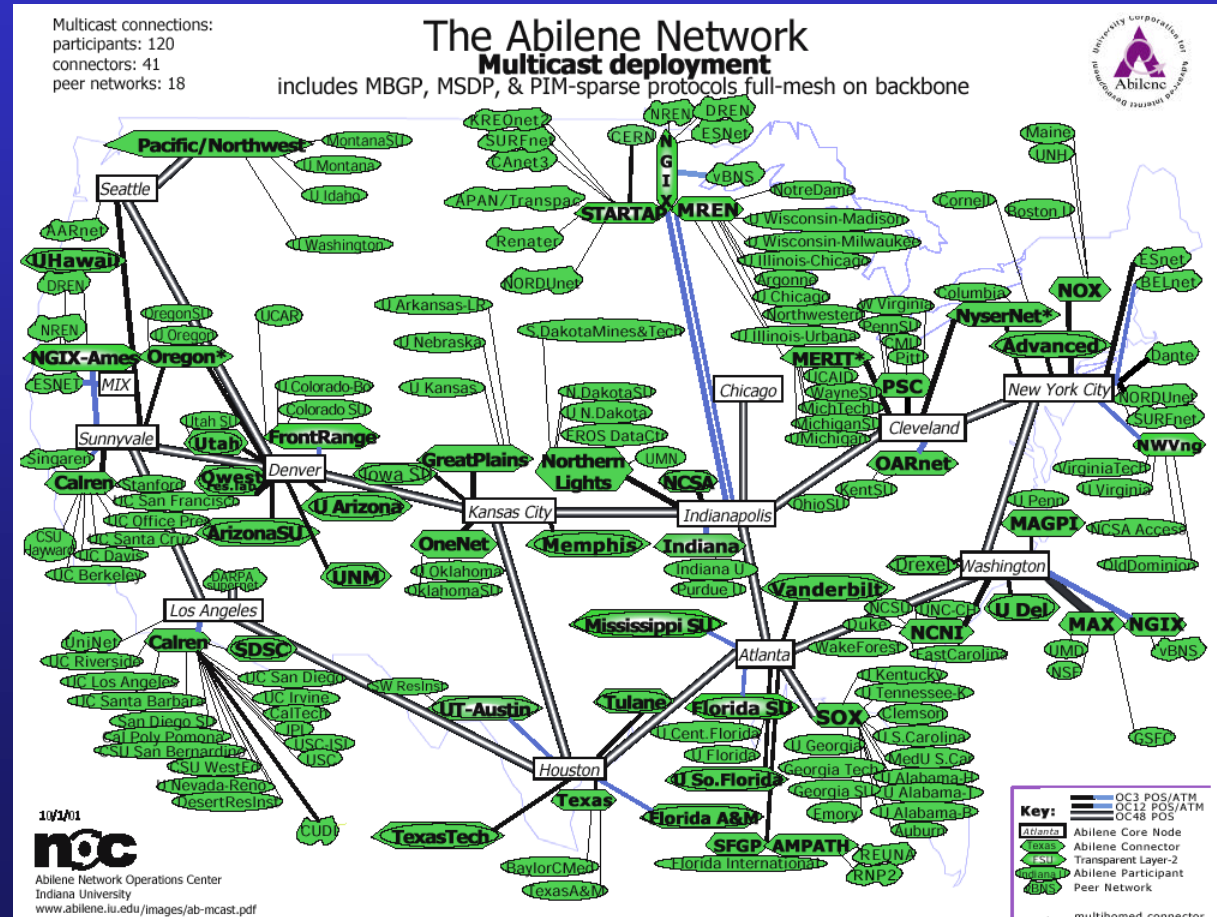 Multicast connections:
participants: 120
connectors: 41
peer networks: 18
The Abilene Network
Multicast deployment
includes MBGP, MSDP, & PIM-sparse protocols full-mesh on backbone
University Corporation for Advanced Internet Development
Abilene
Pacific/Northwest
MontanaSU
U Montana
U Idaho
U Washington
Seattle
AARnet
UHawaii
DREN
NREN
NGIX-Ames
ESNET
MIX
OregonSU
U Oregon
Oregon*
UCAR
KREOnet2
SURFnet
CAnet3
CERN
APAN/Transpac
Renater
NORDUnet
STARTAP
NREN
DREN
ESNet
NGIX
vBNS
MREN
NotreDame
U Wisconsin-Madison
U Wisconsin-Milwaukee
U Illinois-Chicago
Argonne
U Chicago
Northwestern
U Illinois-Urbana
Maine
UNH
Cornell
Boston U
NOX
ESnet
BELnet
Columbia
NyserNet*
Advanced
Dante
New York City
NORDUnet
SURFnet
NWVng
VirginiaTech
U Virginia
NCSA Access
OldDominion
W Virginia
PennSU
CMU
Pitt
PSC
MERIT*
UCAID
WayneSU
MichTechU
MichiganSU
UMichigan
Cleveland
OARnet
KentSU
OhioSU
Chicago
U Arkansas-LR
U Nebraska
U Kansas
S.DakotaMines&Tech
N DakotaSU
U N.Dakota
EROS DataCtr
UMN
Northern
Lights
NCSA
GreatPlains
Iowa SU
Kansas City
Indianapolis
OneNet
U Oklahoma
OklahomaSU
Memphis
Indiana
Indiana U
Purdue U
U Colorado-Bo
Colorado SU
FrontRange
Utah SU
Utah
Denver
Qwest
res.lab
U Arizona
ArizonaSU
UNM
Sunnyvale
Singaren
Calren
Stanford
UC San Francisco
UC Office Pres
UC Santa Cruz
CSU
Hayward
UC Davis
UC Berkeley
DARPA
supernet
Los Angeles
UniNet
UC Riverside
UC Los Angeles
UC Santa Barbara
San Diego SU
Cal Poly Pomona
CSU San Bernardino
CSU WestEd
U Nevada-Reno
DesertResInst
Calren
SDSC
UC San Diego
UC Irvine
CalTech
JPL
USC-ISI
USC
CUDI
SW ResInst
UT-Austin
Tulane
Houston
Texas
TexasTech
BaylorCMed
TexasA&M
Florida A&M
Mississippi SU
Vanderbilt
Atlanta
Florida SU
U Cent.Florida
U Florida
U So.Florida
SFGP
AMPATH
Florida International
REUNA
RNP2
SOX
U Kentucky
U Tennessee-K
Clemson
U S.Carolina
MedU S.Ca
U Alabama-H
U Alabama-T
U Alabama-B
Auburn
U Georgia
Georgia Tech
Georgia SU
Emory
NCSU
UNC-CH
Duke
NCNI
WakeForest
EastCarolina
U Penn
MAGPI
Drexel
Washington
U Del
MAX
NGIX
UMD
NSF
vBNS
GSFC
10/1/01
noc
Abilene Network Operations Center
Indiana University
www.abilene.iu.edu/images/ab-mcast.pdf
Key:
OC3 POS/ATM
OC12 POS/ATM
OC48 POS
Atlanta Abilene Core Node
Texas Abilene Connector
FSU Transparent Layer-2
Indiana U Abilene Participant
vBNS Peer Network
multihomed connector